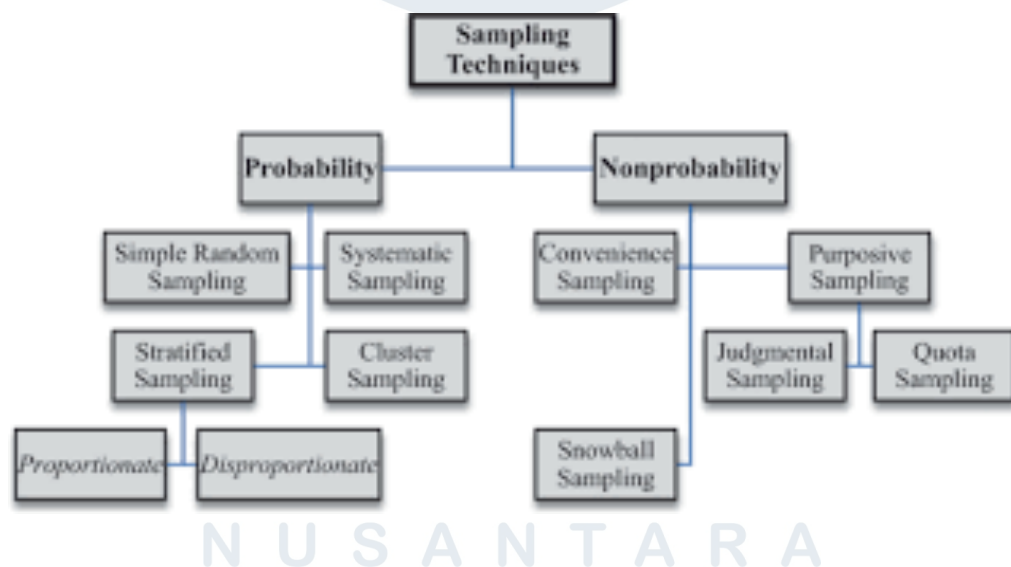 Sampling
Techniques
Probability
Nonprobability
Simple Random
Sampling
Systematic
Sampling
Convenience
Sampling
Purposive
Sampling
Stratified
Sampling
Cluster
Sampling
Judgmental
Sampling
Quota
Sampling
Proportionate
Disproportionate
Snowball
Sampling
NUSANTARA